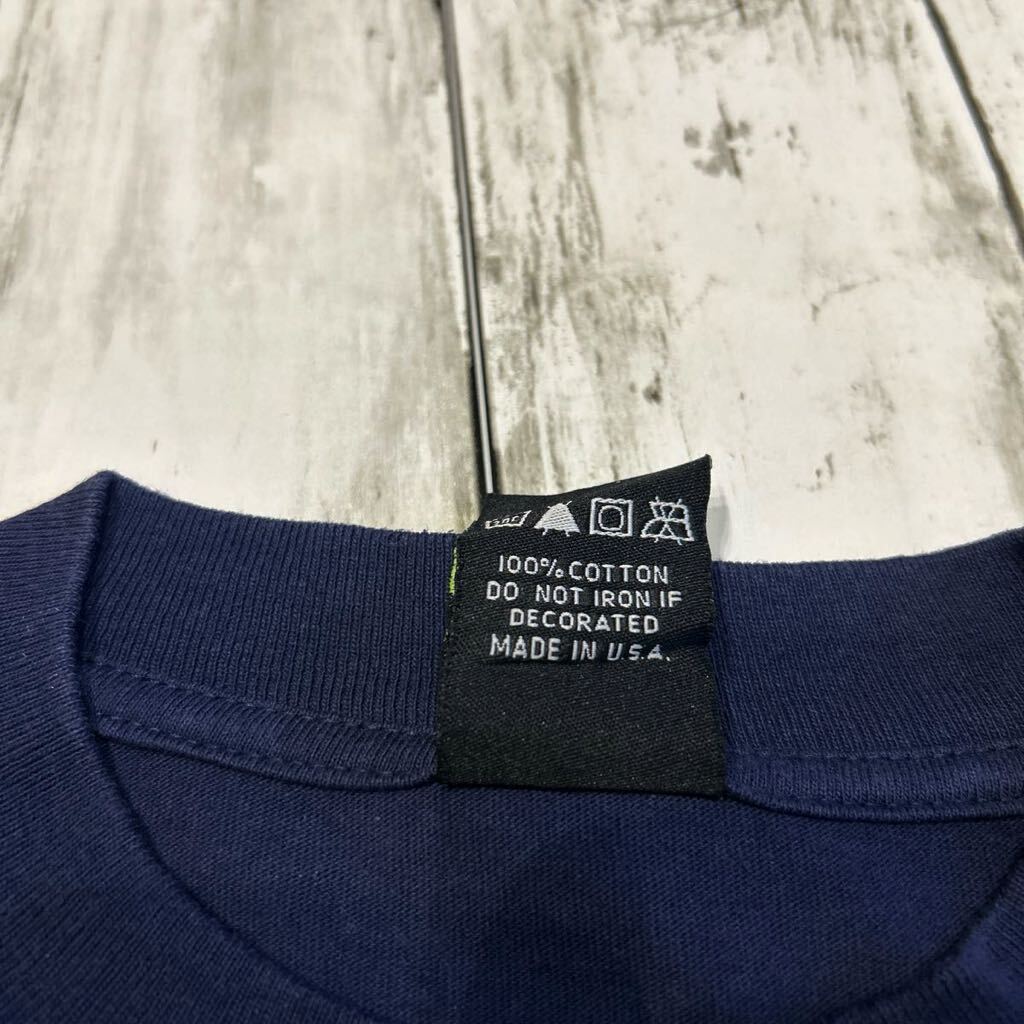 100% COTTON
DO NOT IRON IF
DECORATED
MADE IN U.S.A.